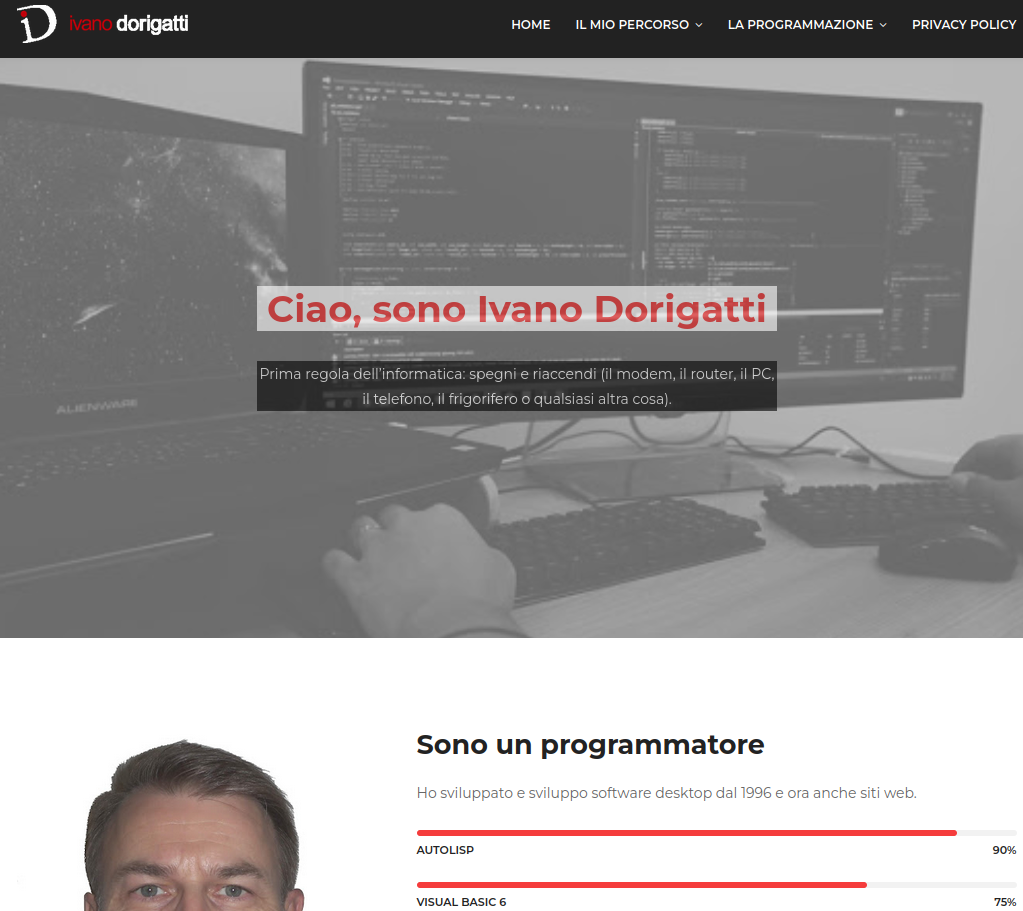 iD ivano dorigatti
HOME IL MIO PERCORSO LA PROGRAMMAZIONE PRIVACY POLICY
ALIENWARE
Ciao, sono Ivano Dorigatti
Prima regola dell'informatica: spegni e riaccendi (il modem, il router, il PC,
il telefono, il frigorifero o qualsiasi altra cosa).
Sono un programmatore
Ho sviluppato e sviluppo software desktop dal 1996 e ora anche siti web.
AUTOLISP 90%
VISUAL BASIC 6 75%